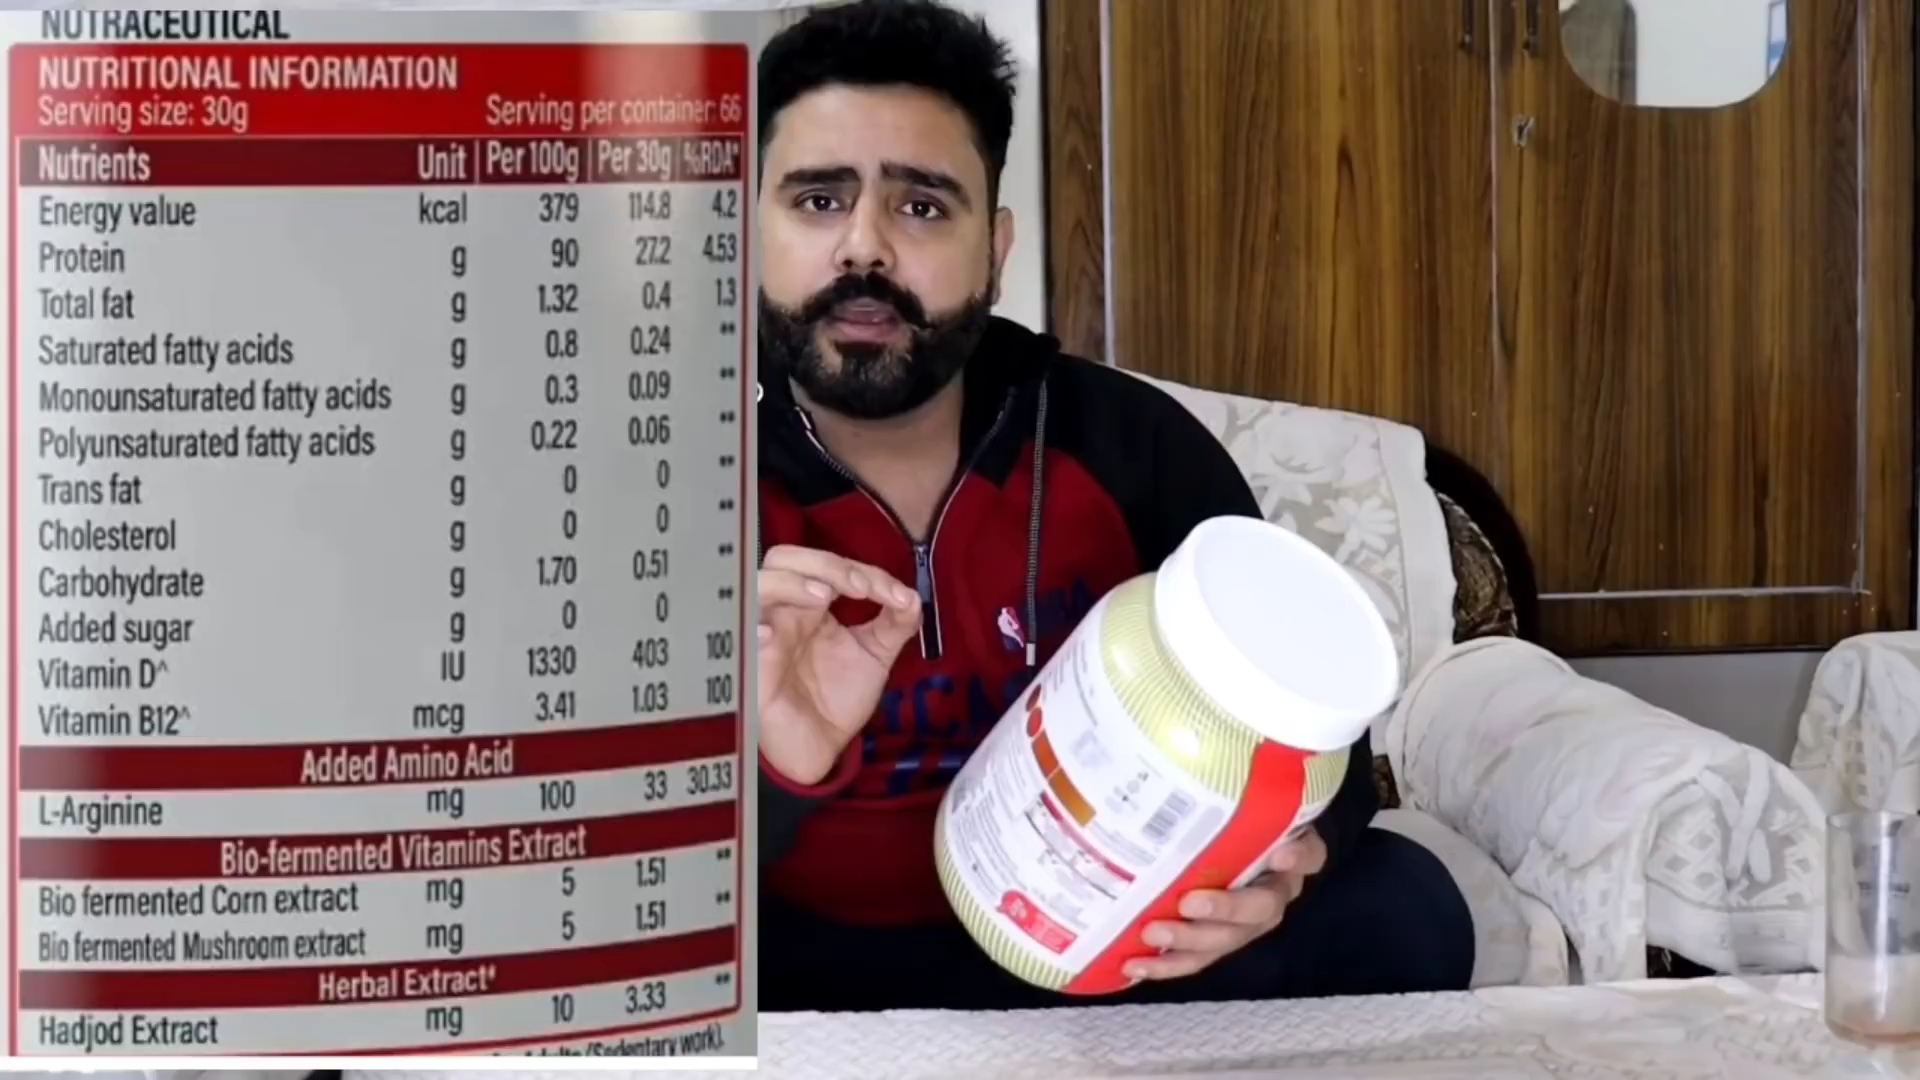 NUTRACEUTICAL
NUTRITIONAL INFORMATION
Serving size: 30g Serving per container: 66
Nutrients Unit Per 100g Per 30g %RDA*
Energy value kcal 379 114.8 4.2
Protein g 90 27.2 4.53
Total fat g 1.32 0.4 1.3
Saturated fatty acids g 0.8 0.24 **
Monounsaturated fatty acids g 0.3 0.09 **
Polyunsaturated fatty acids g 0.22 0.06 **
Trans fat g 0 0 **
Cholesterol g 0 0 **
Carbohydrate g 1.70 0.51 **
Added sugar g 0 0 **
Vitamin D^ IU 1330 403 100
Vitamin B12^ mcg 3.41 1.03 100
Added Amino Acid
L-Arginine mg 100 33 30.33
Bio-fermented Vitamins Extract
Bio fermented Corn extract mg 5 1.51 **
Bio fermented Mushroom extract mg 5 1.51 **
Herbal Extract#
Hadjod Extract mg 10 3.33 **
(Sedentary work).